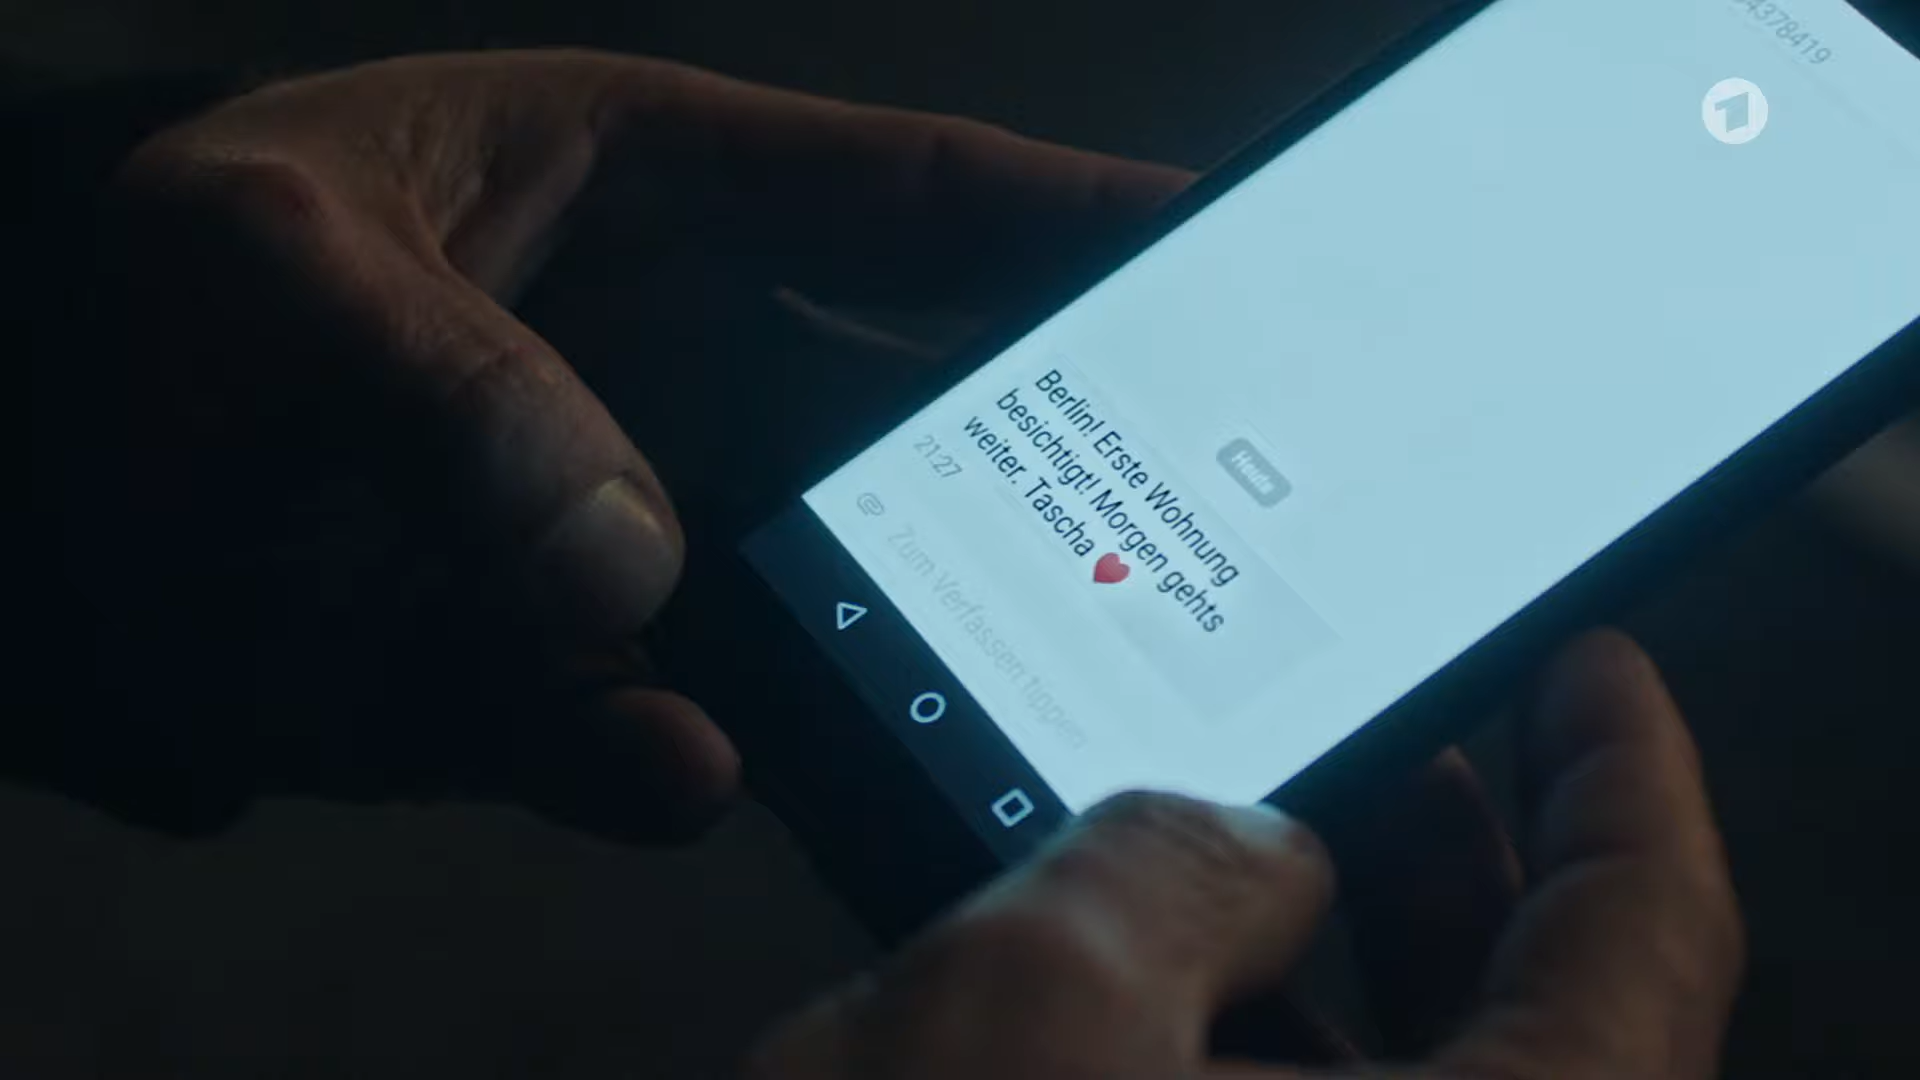 4378419
Heute
Berlin! Erste Wohnung
besichtigt! Morgen gehts
weiter. Tascha ❤
21:27
Zum Verfassen tippen